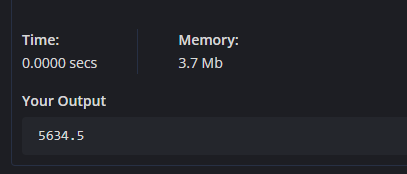 Time:
Memory:
0.0000 secs
3.7 Mb
Your Output
5634.5